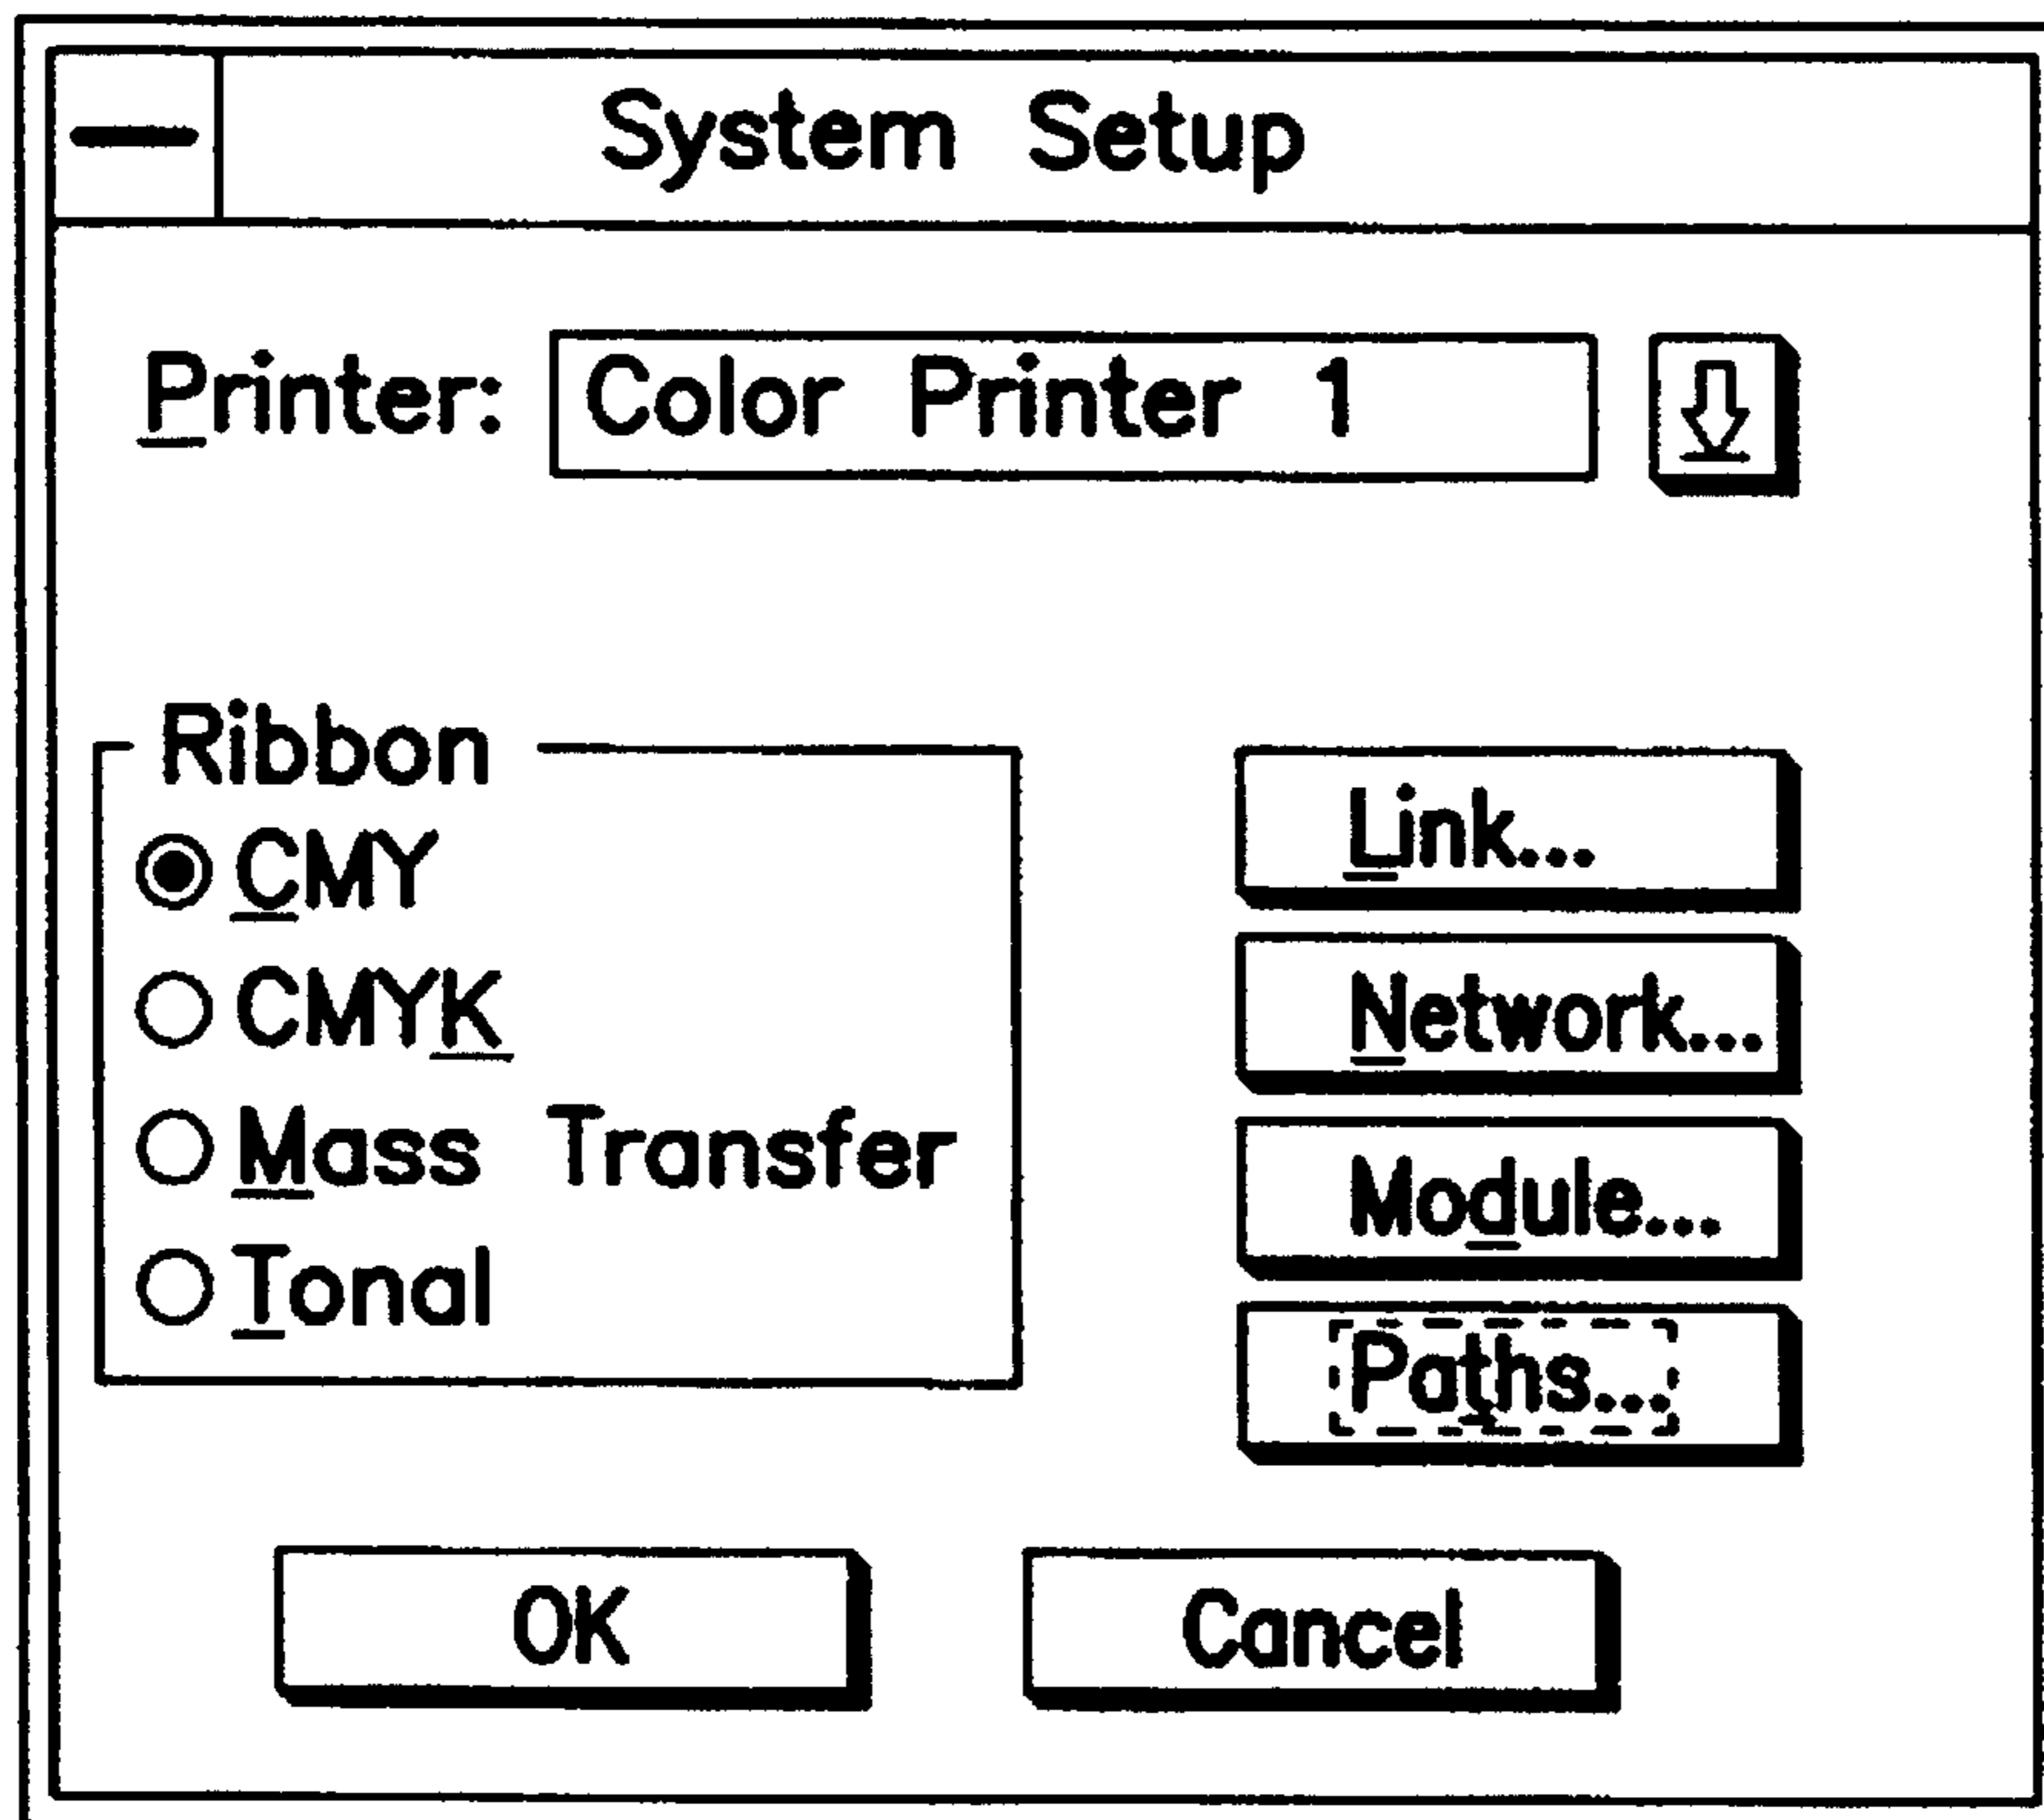 System Setup
Printer: Color Printer 1
Ribbon
CMY
CMYK
Mass Transfer
Tonal
Link...
Network...
Module...
Paths...
OK
Cancel